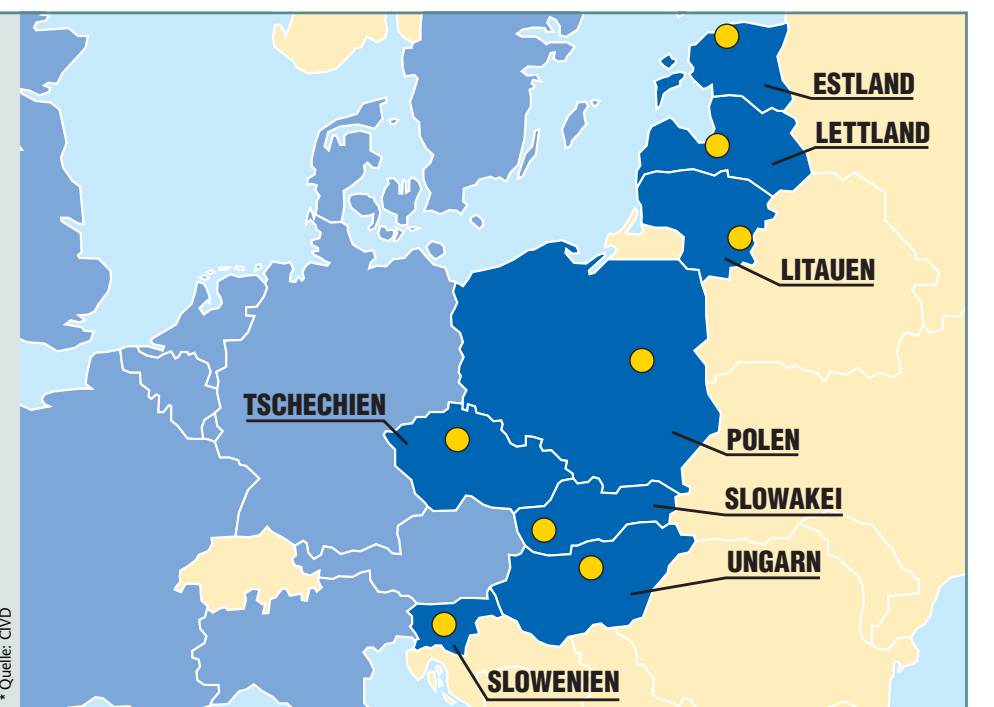 ESTLAND
LETTLAND
LITAUEN
TSCHECHIEN
POLEN
SLOWAKEI
UNGARN
SLOWENIEN
* Quelle: CIVD